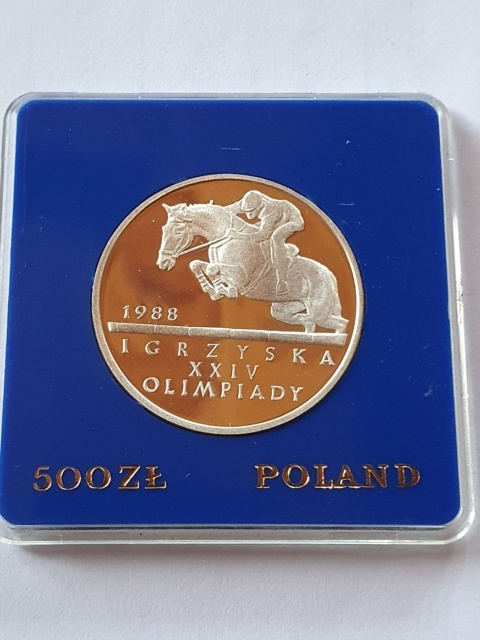 1988
IGRZYSKA
XXIV
OLIMPIADY
500 ZŁ POLAND